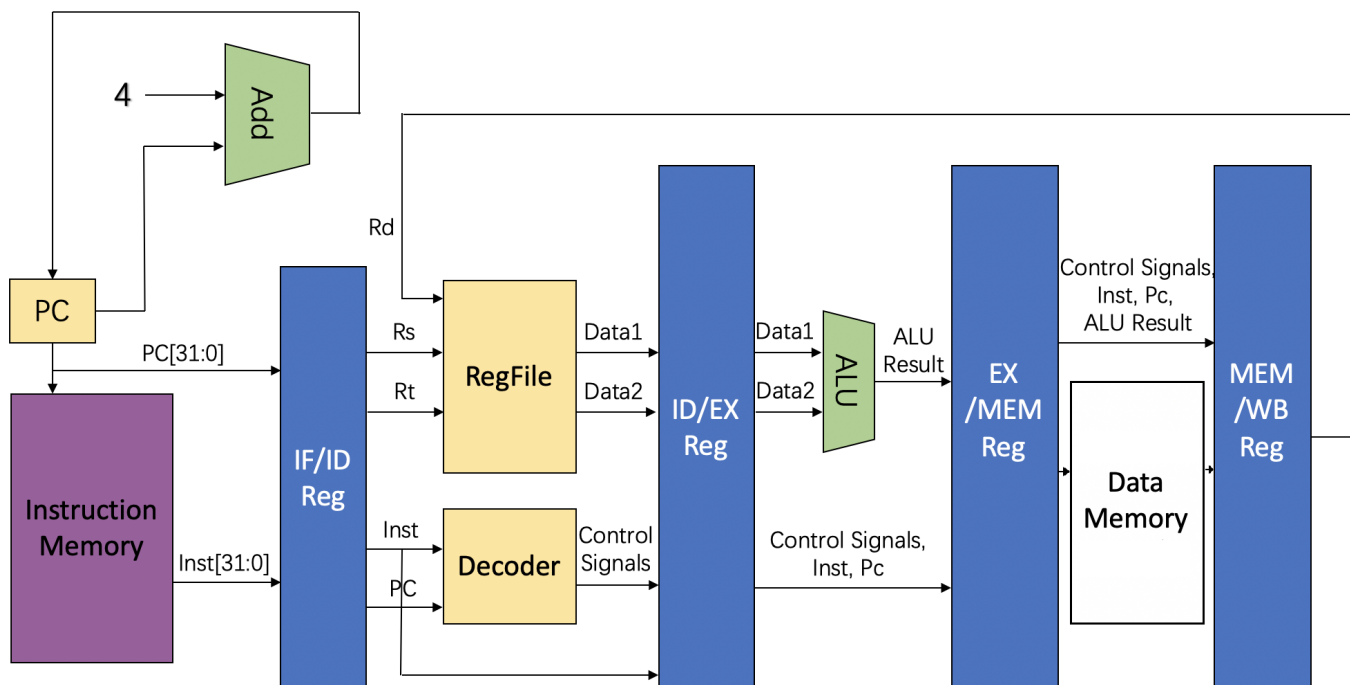 4
Add
Rd
PC
PC[31:0]
Instruction
Memory
Inst[31:0]
IF/ID
Reg
Rs
Rt
RegFile
Data1
Data2
Inst
PC
Decoder
Control
Signals
ID/EX
Reg
Data1
Data2
ALU
ALU
Result
Control Signals,
Inst, Pc
EX
/MEM
Reg
Control Signals,
Inst, Pc,
ALU Result
Data
Memory
MEM
/WB
Reg